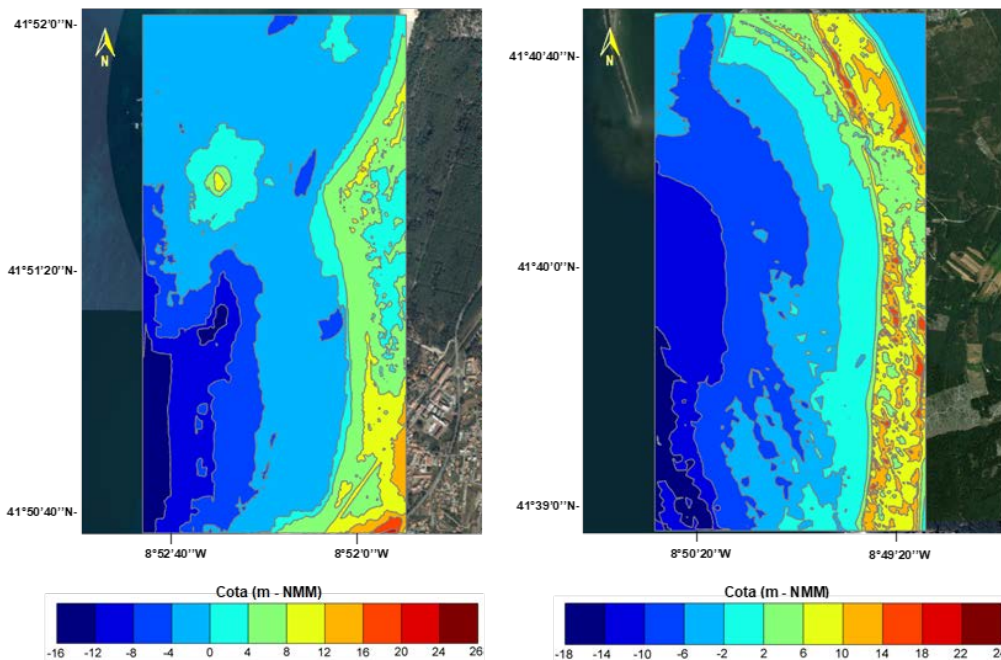 41°52'0''N
N
41°51'20''N
41°50'40''N
8°52'40''W
8°52'0''W
Cota (m - NMM)
-16 -12 -8 -4 0 4 8 12 16 20 24 26
41°40'40''N
N
41°40'0''N
41°39'0''N
8°50'20''W
8°49'20''W
Cota (m - NMM)
-18 -14 -10 -6 -2 2 6 10 14 18 22